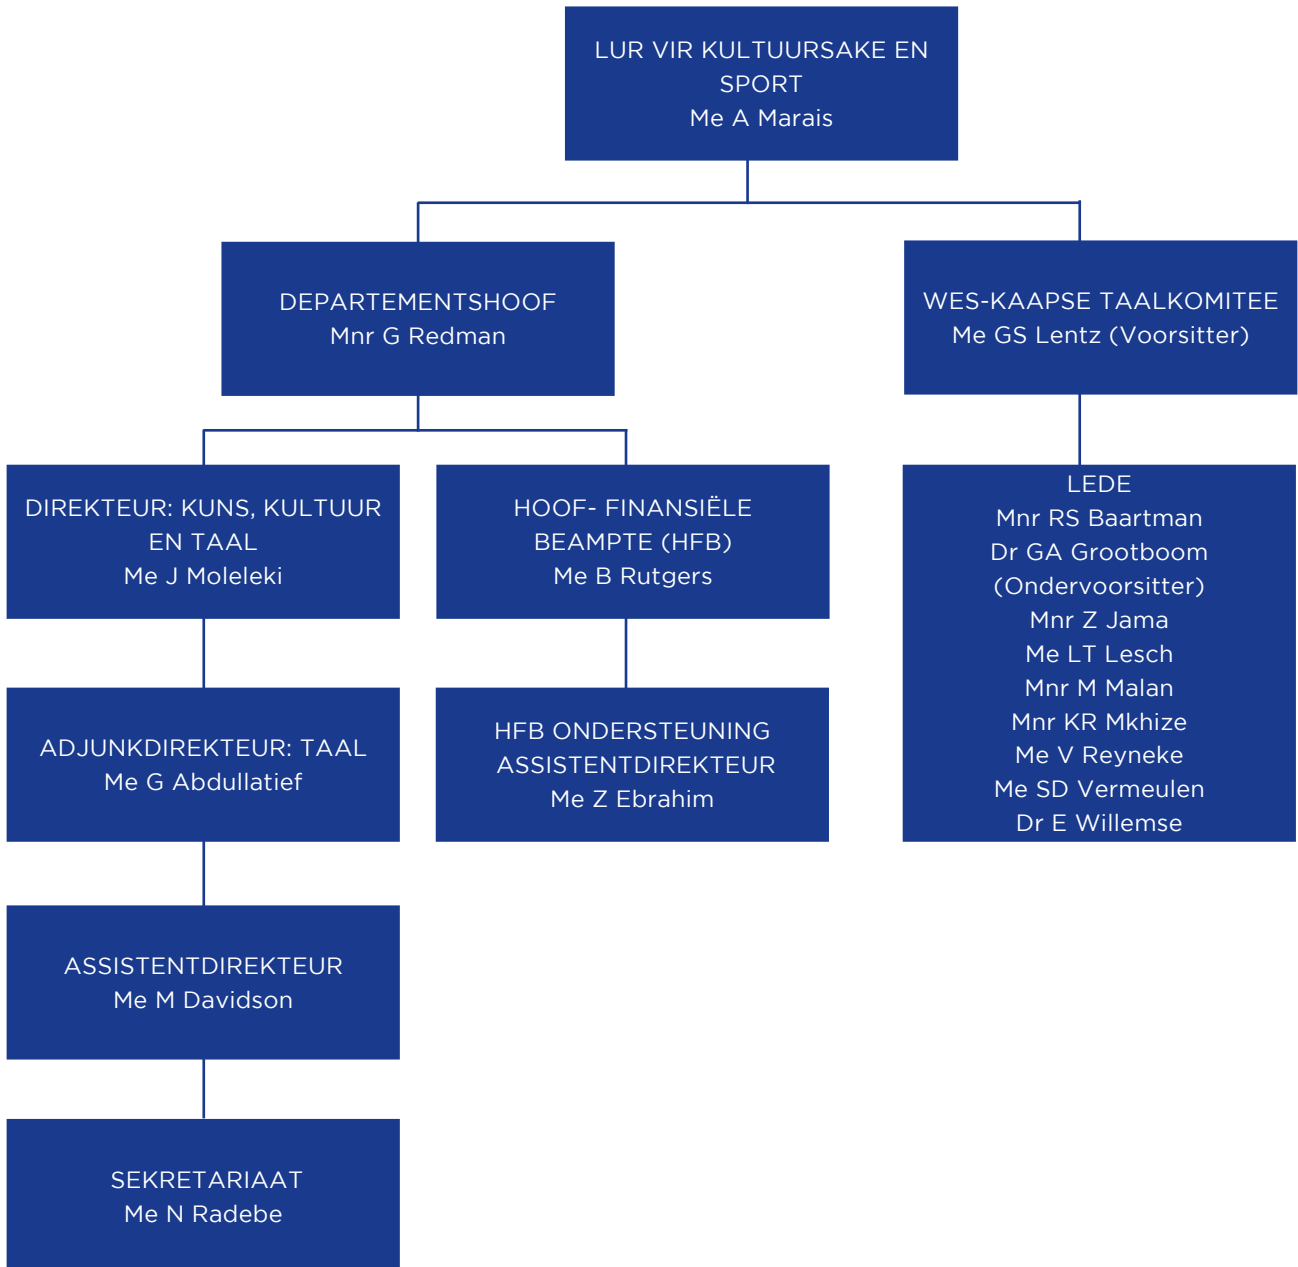 LUR VIR KULTUURSAKE EN
SPORT
Me A Marais
DEPARTEMENTSHOOF
Mnr G Redman
WES-KAAPSE TAALKOMITEE
Me GS Lentz (Voorsitter)
DIREKTEUR: KUNS, KULTUUR
EN TAAL
Me J Moleleki
HOOF- FINANSIËLE
BEAMPTE (HFB)
Me B Rutgers
LEDE
Mnr RS Baartman
Dr GA Grootboom
(Ondervoorsitter)
Mnr Z Jama
Me LT Lesch
Mnr M Malan
Mnr KR Mkhize
Me V Reyneke
Me SD Vermeulen
Dr E Willemse
ADJUNKDIREKTEUR: TAAL
Me G Abdullatief
HFB ONDERSTEUNING
ASSISTENTDIREKTEUR
Me Z Ebrahim
ASSISTENTDIREKTEUR
Me M Davidson
SEKRETARIAAT
Me N Radebe